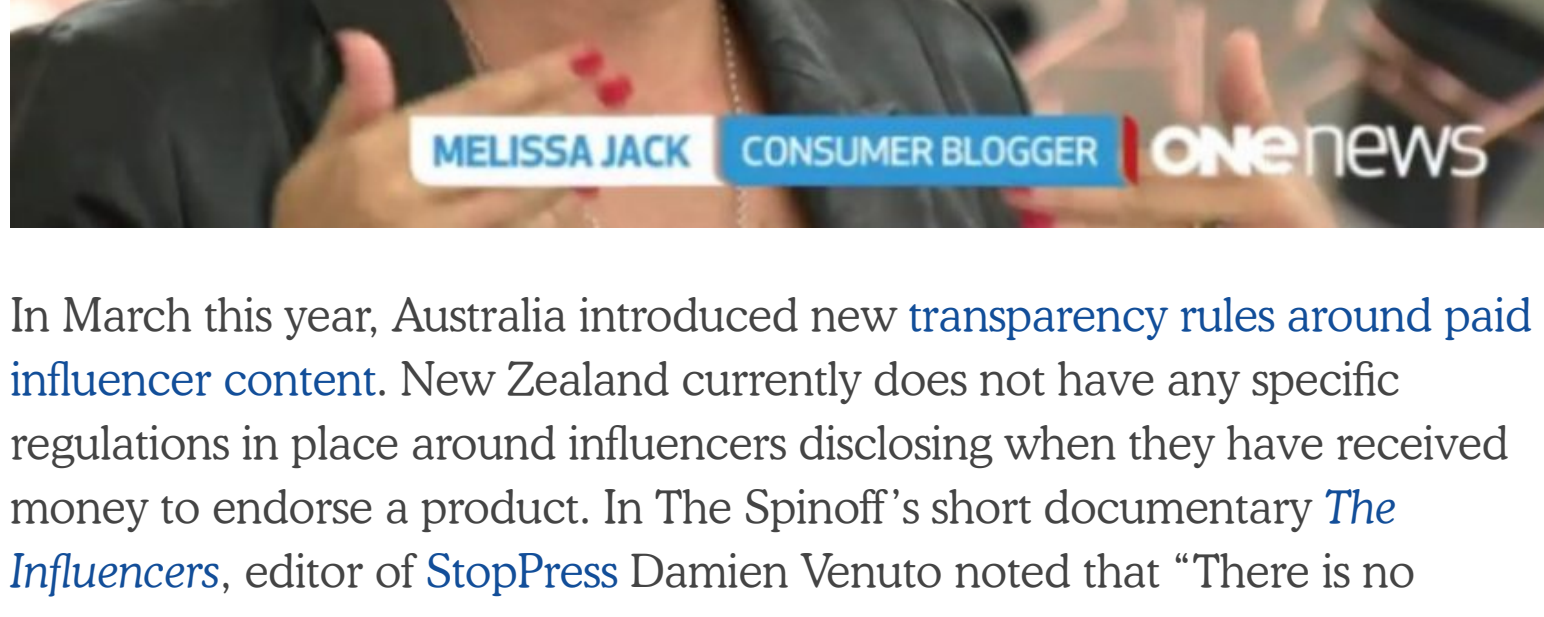 MELISSA JACK CONSUMER BLOGGER ONE news
In March this year, Australia introduced new transparency rules around paid
influencer content. New Zealand currently does not have any specific
regulations in place around influencers disclosing when they have received
money to endorse a product. In The Spinoff’s short documentary The
Influencers, editor of StopPress Damien Venuto noted that “There is no